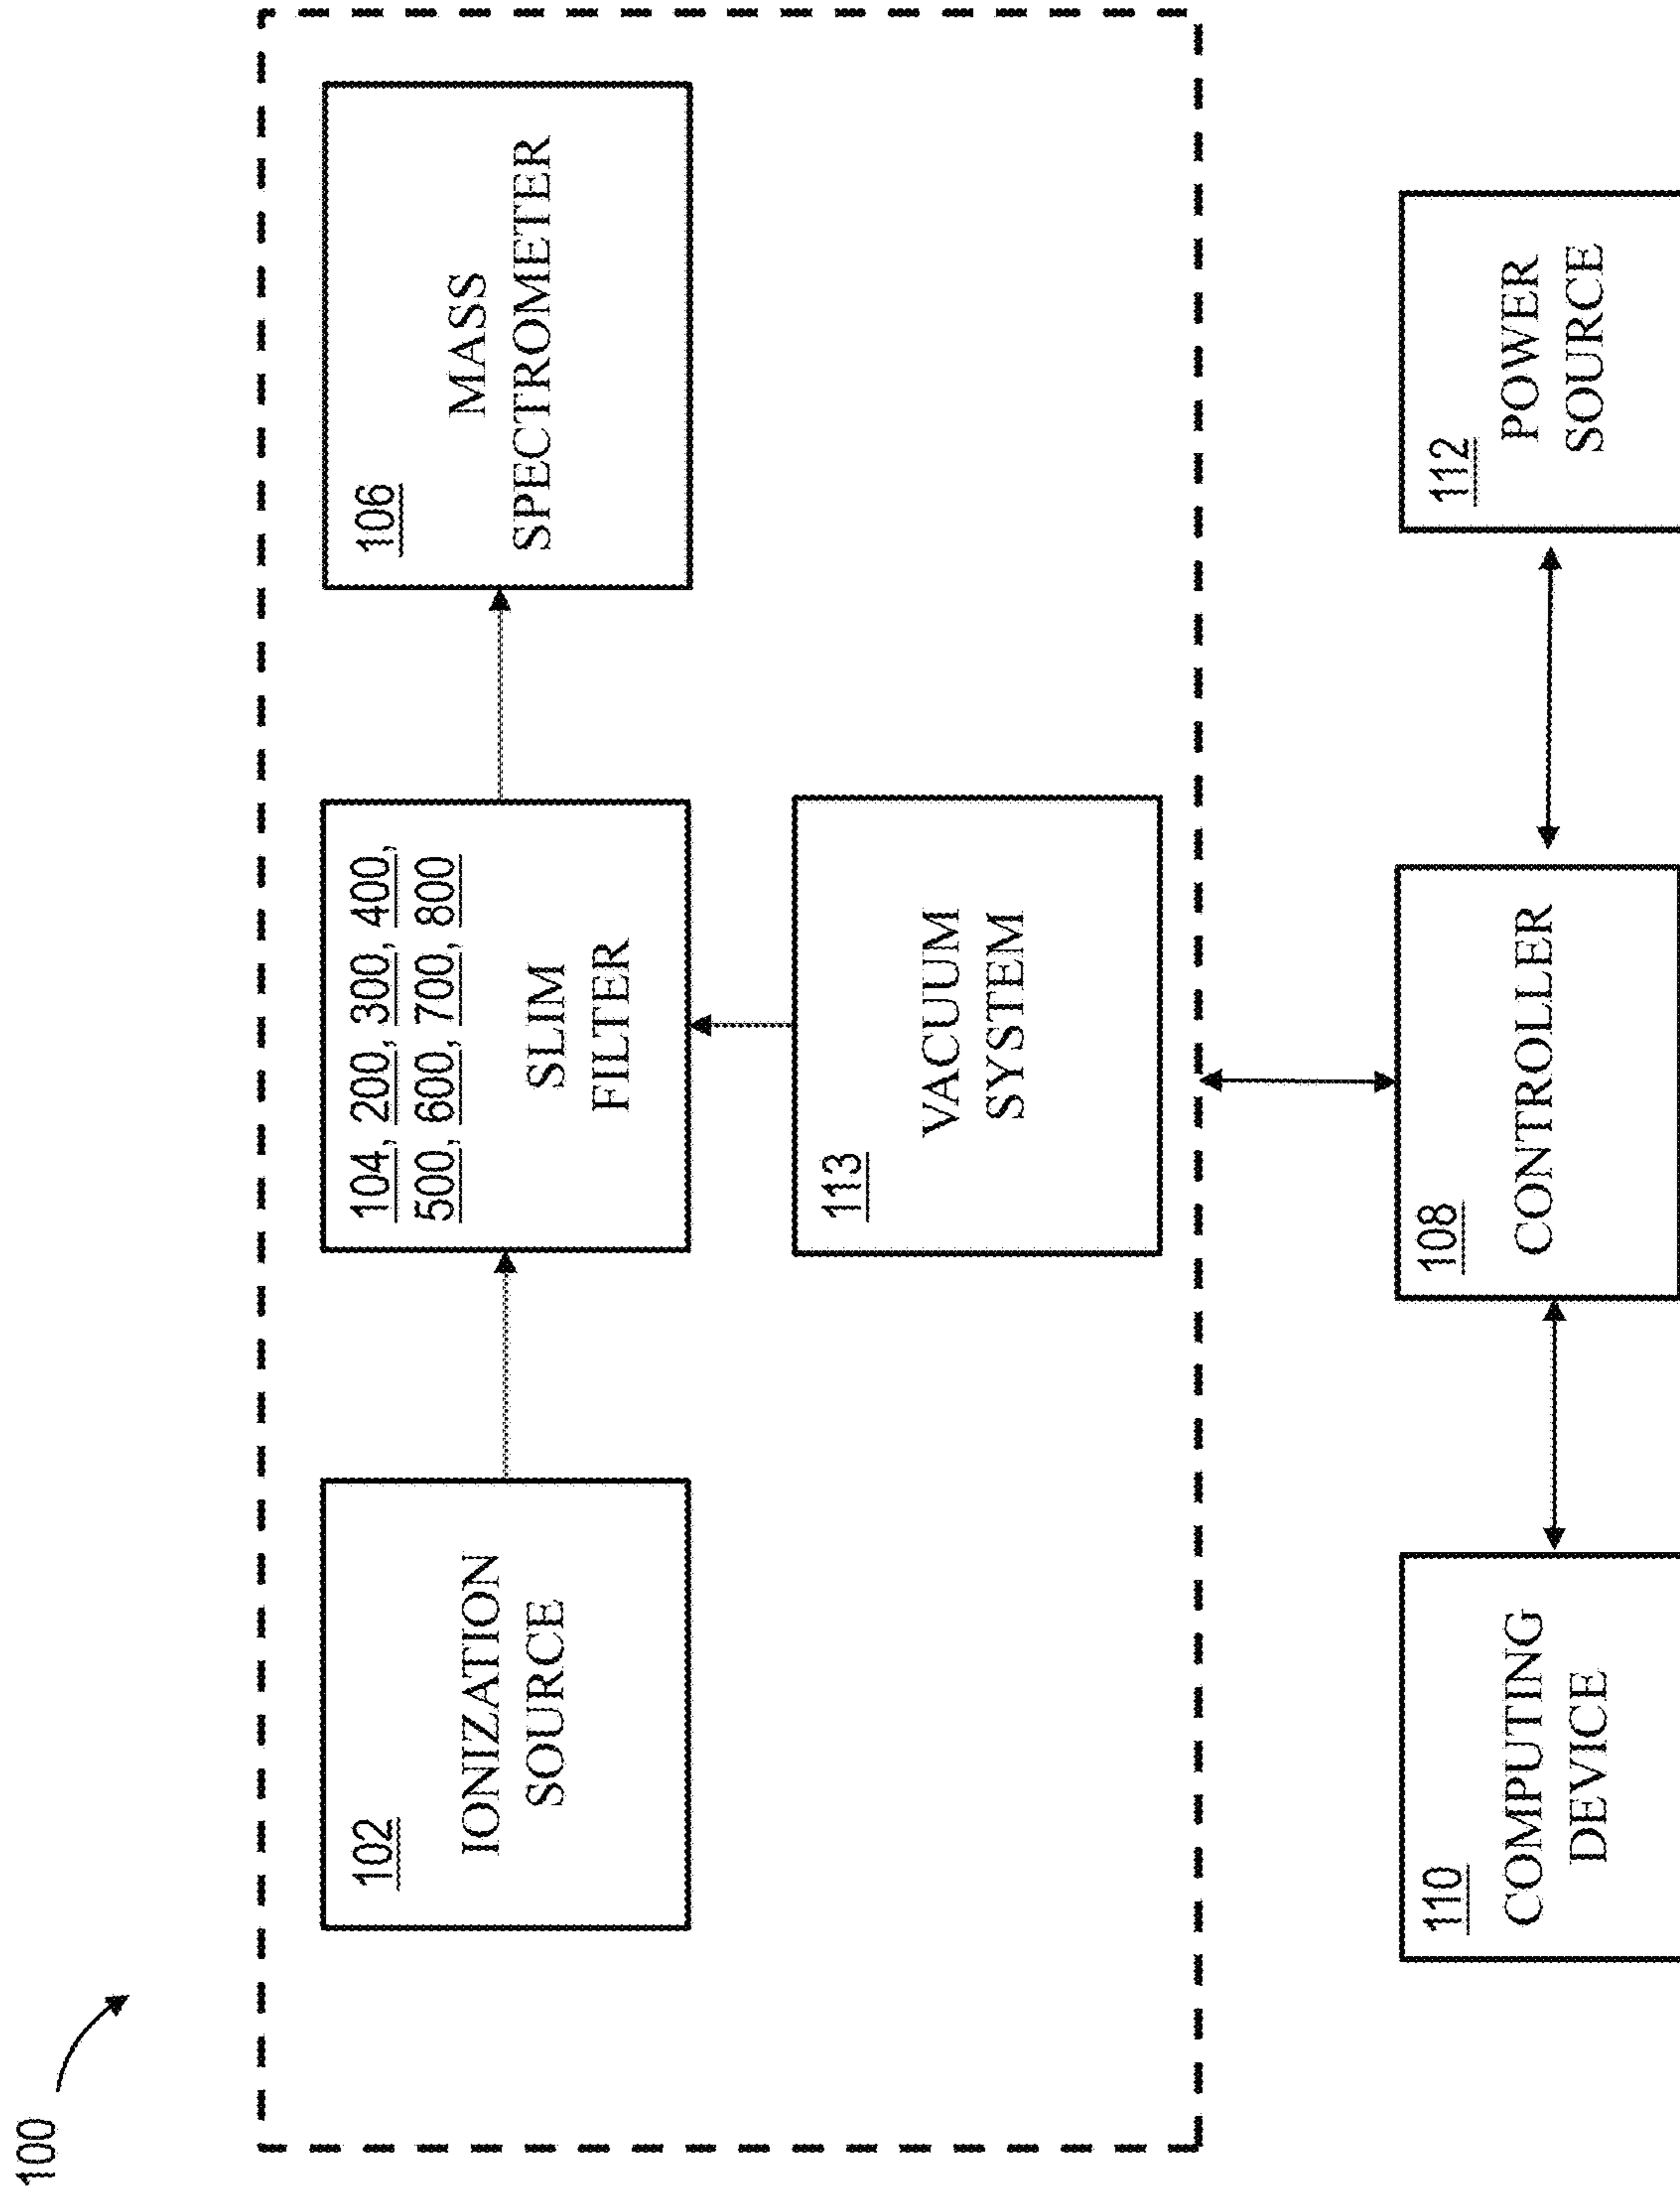 100
102
IONIZATION
SOURCE
104, 200, 300, 400,
500, 600, 700, 800
SLIM
FILTER
106
MASS
SPECTROMETER
113
VACUUM
SYSTEM
110
COMPUTING
DEVICE
108
CONTROLLER
112
POWER
SOURCE